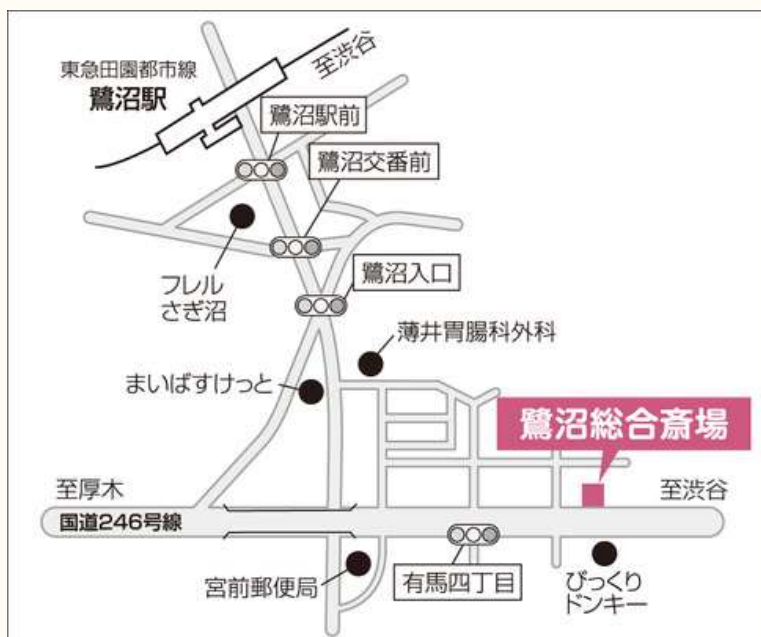 東急田園都市線
鷺沼駅
至渋谷
鷺沼駅前
鷺沼交番前
フレル
さぎ沼
鷺沼入口
薄井胃腸科外科
まいばすけっと
鷺沼総合斎場
至厚木
至渋谷
国道246号線
宮前郵便局
有馬四丁目
びっくり
ドンキー